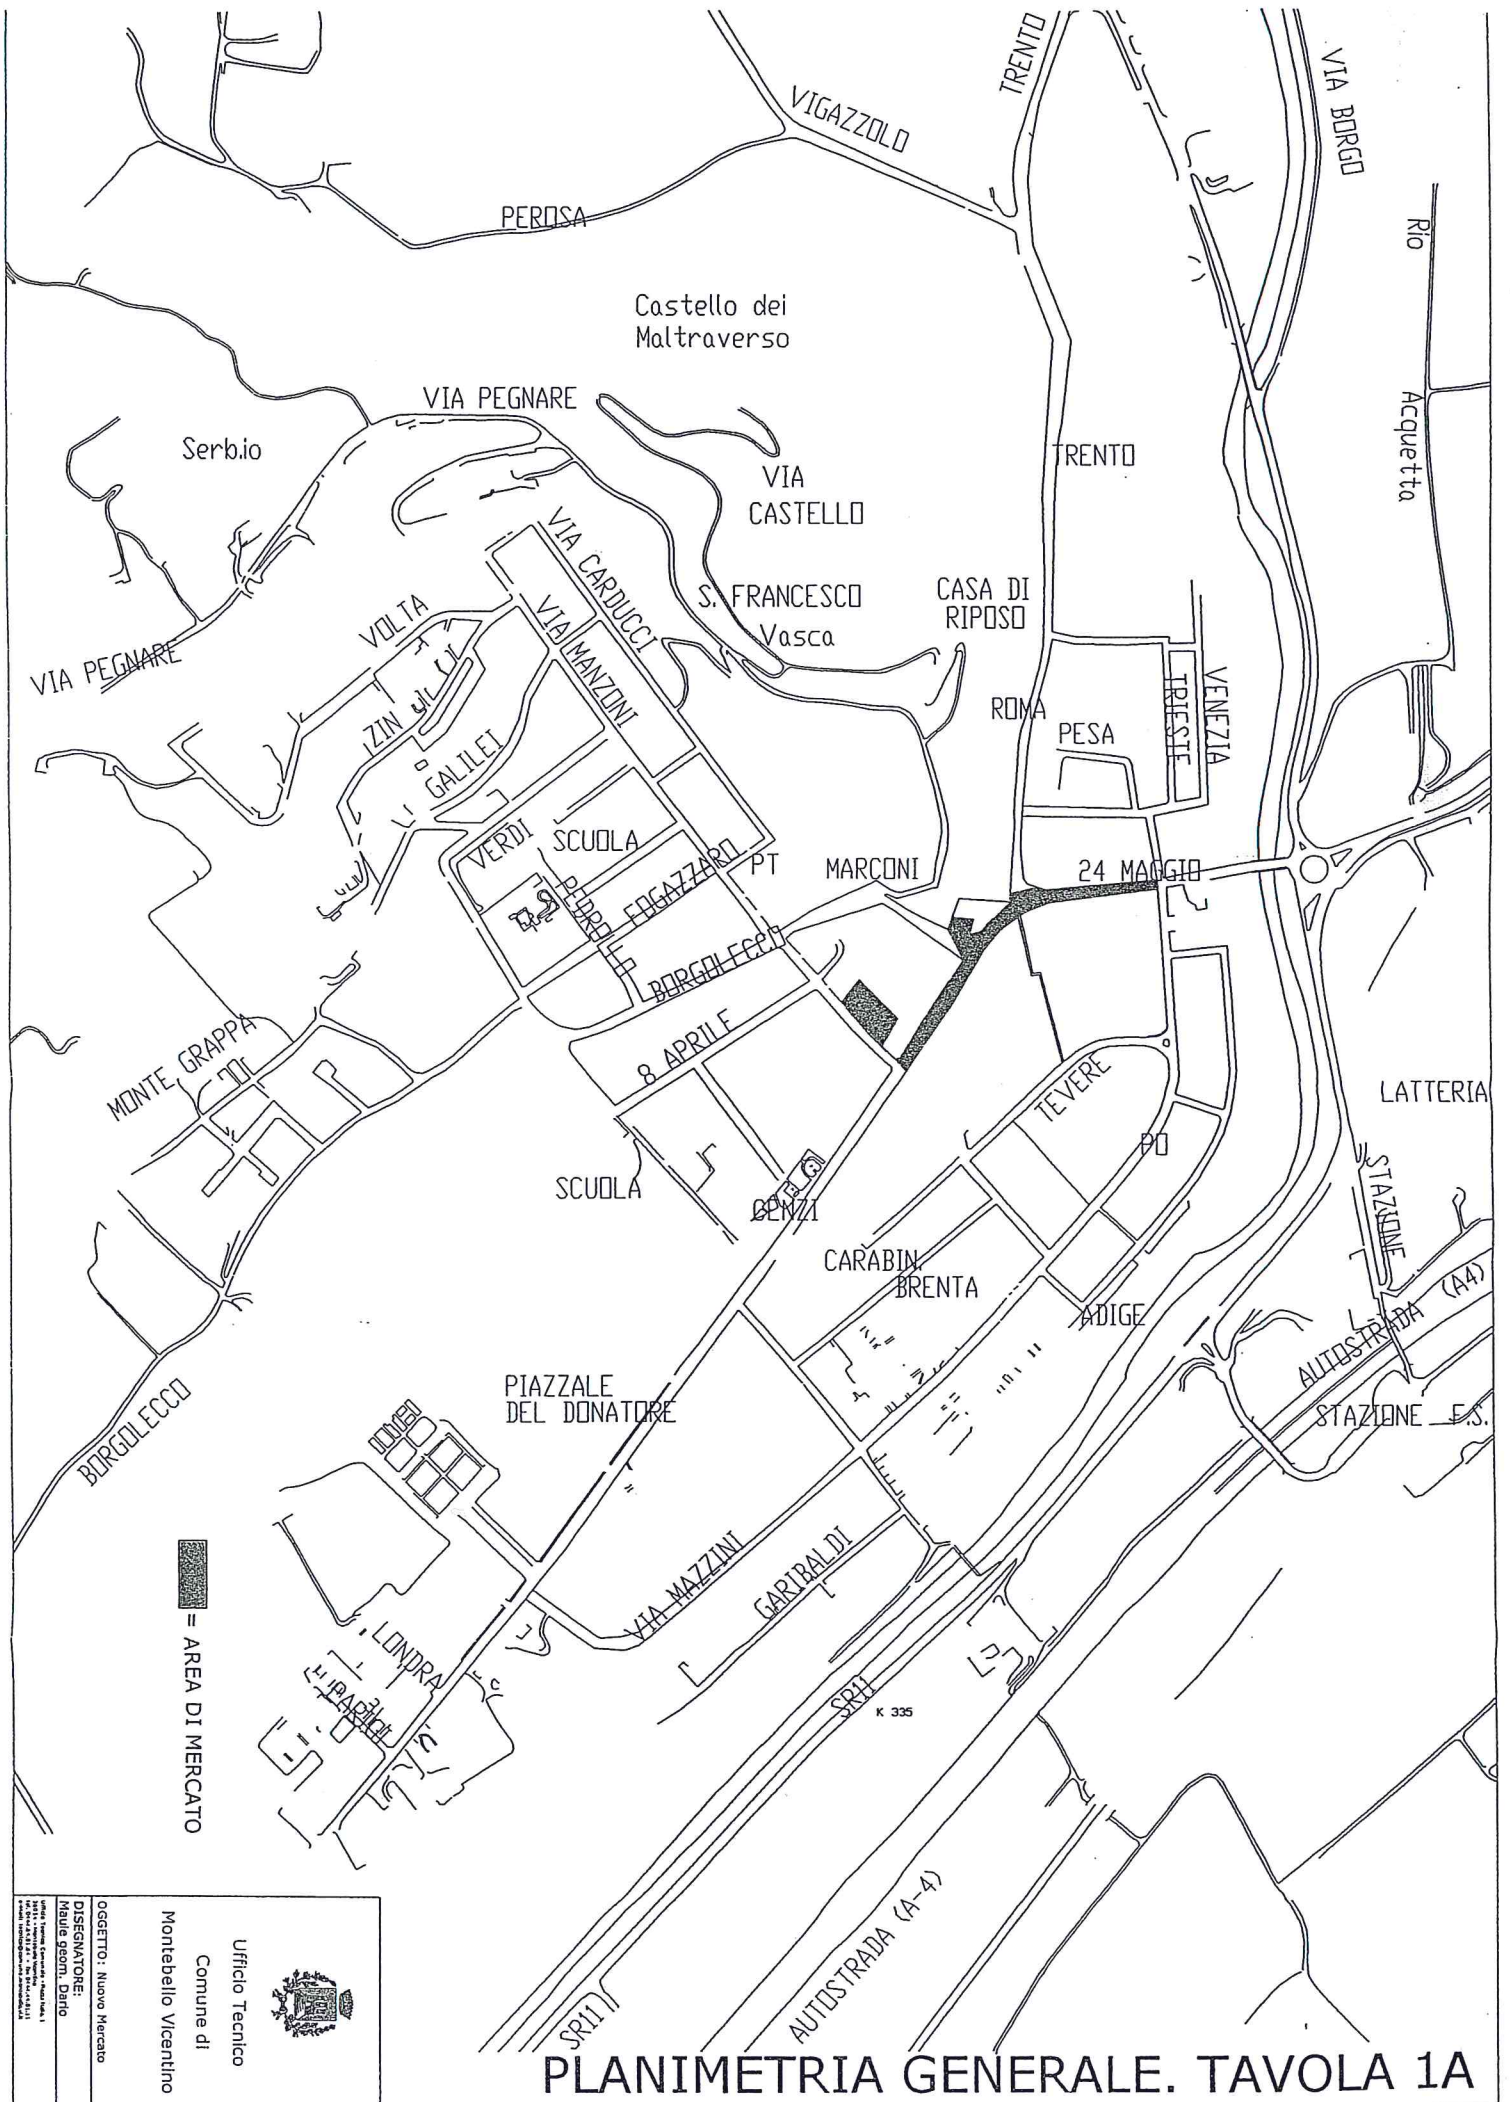 TRENTO
VIA BORGO
VIGAZZOLO
PEROSA
Rio
Acquetta
Castello dei
Maltraverso
VIA PEGNARE
Serb.io
TRENTO
VIA
CASTELLO
VIA CARDUCCI
S. FRANCESCO
Vasca
CASA DI
RIPOSO
VOLTA
VIA MANZONI
VIA PEGNARE
ZIN
GALILEI
ROMA
PESA
TRIESTE
VENEZIA
VERDI
SCUOLA
PT
MARCONI
24 MAGGIO
FOGAZZARO
BORGOLECCO
8 APRILE
MONTE GRAPPA
TEVERE
LATTERIA
PO
SCUOLA
GENZI
STAZIONE
CARABIN.
BRENTA
ADIGE
AUTOSTRADA (A4)
STAZIONE F.S.
PIAZZALE
DEL DONATORE
BORGOLECCO
VIA MAZZINI
GARIBALDI
LONDRA
PARIGI
SR11
K 335
= AREA DI MERCATO
AUTOSTRADA (A-4)
SR11
Ufficio Tecnico
Comune di
Montebello Vicentino
OGGETTO: Nuovo Mercato
DISEGNATORE:
Maule geom. Dario
PLANIMETRIA GENERALE. TAVOLA 1A